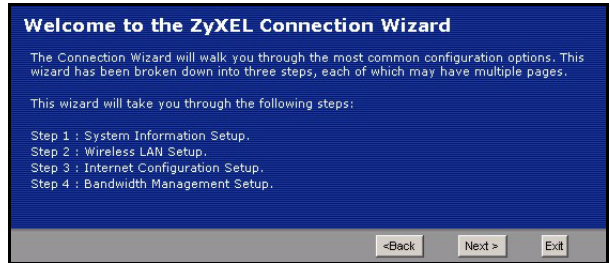 Welcome to the ZyXEL Connection Wizard
The Connection Wizard will walk you through the most common configuration options. This
wizard has been broken down into three steps, each of which may have multiple pages.
This wizard will take you through the following steps:
Step 1 : System Information Setup.
Step 2 : Wireless LAN Setup.
Step 3 : Internet Configuration Setup.
Step 4 : Bandwidth Management Setup.
<Back Next > Exit